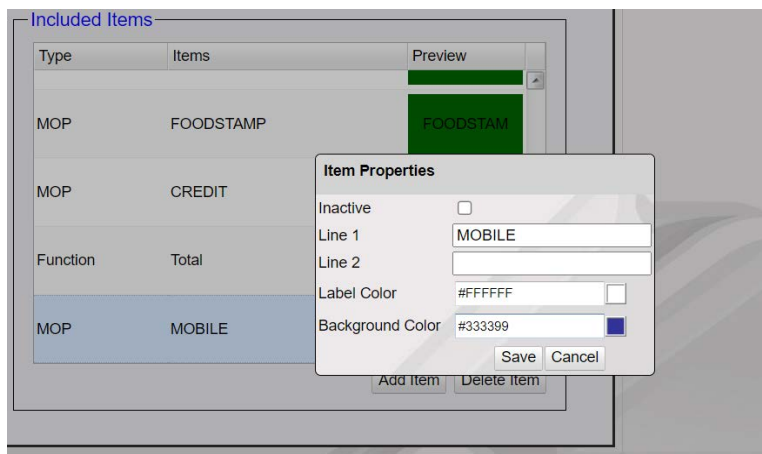 Included Items
Type Items Preview
MOP FOODSTAMP FOODSTAM
MOP CREDIT
Function Total
MOP MOBILE
Add Item Delete Item
Item Properties
Inactive
Line 1 MOBILE
Line 2
Label Color #FFFFFF
Background Color #333399
Save Cancel